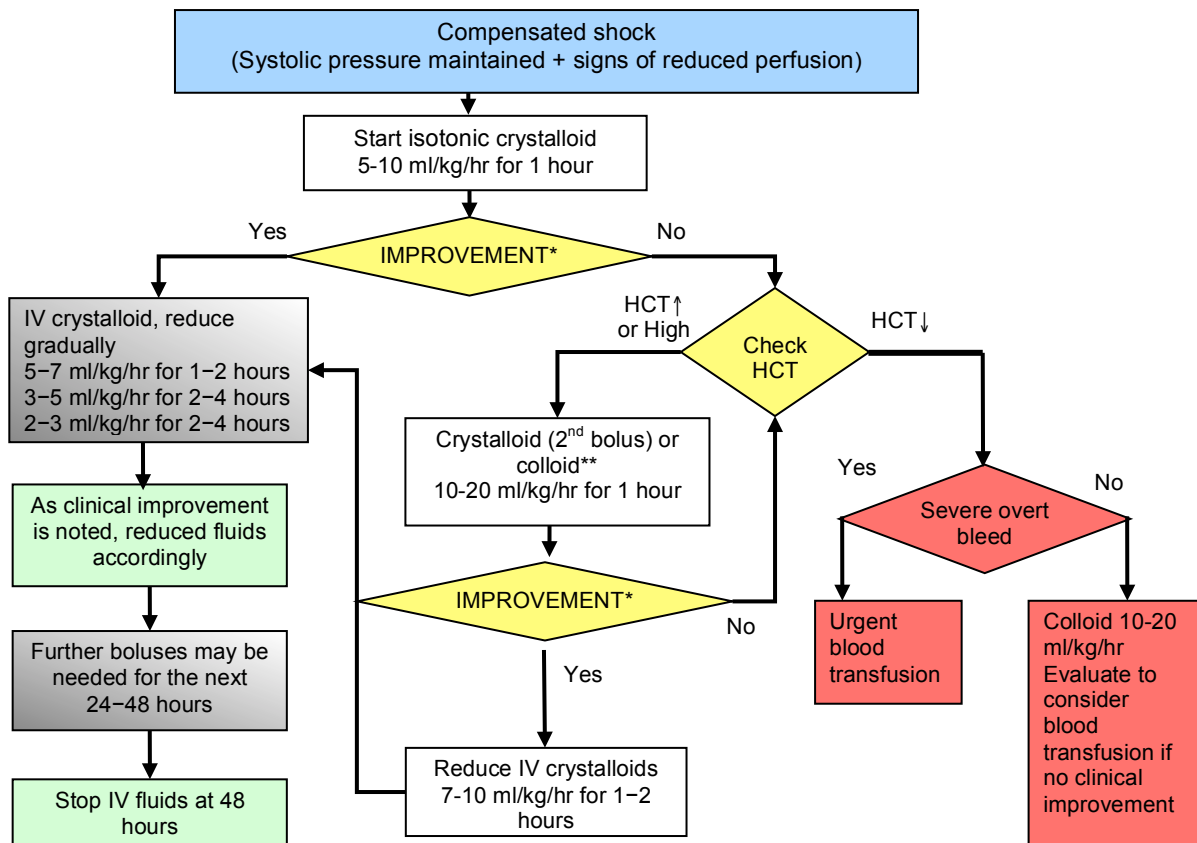 Compensated shock
(Systolic pressure maintained + signs of reduced perfusion)
Start isotonic crystalloid
5-10 ml/kg/hr for 1 hour
Yes
IMPROVEMENT*
No
IV crystalloid, reduce
gradually
5−7 ml/kg/hr for 1−2 hours
3−5 ml/kg/hr for 2−4 hours
2−3 ml/kg/hr for 2−4 hours
HCT↑
or High
Check
HCT
HCT↓
Crystalloid (2nd bolus) or
colloid**
10-20 ml/kg/hr for 1 hour
Yes
Severe overt
bleed
No
As clinical improvement
is noted, reduced fluids
accordingly
IMPROVEMENT*
No
Yes
Urgent
blood
transfusion
Colloid 10-20
ml/kg/hr
Evaluate to
consider
blood
transfusion if
no clinical
improvement
Further boluses may be
needed for the next
24−48 hours
Reduce IV crystalloids
7-10 ml/kg/hr for 1−2
hours
Stop IV fluids at 48
hours